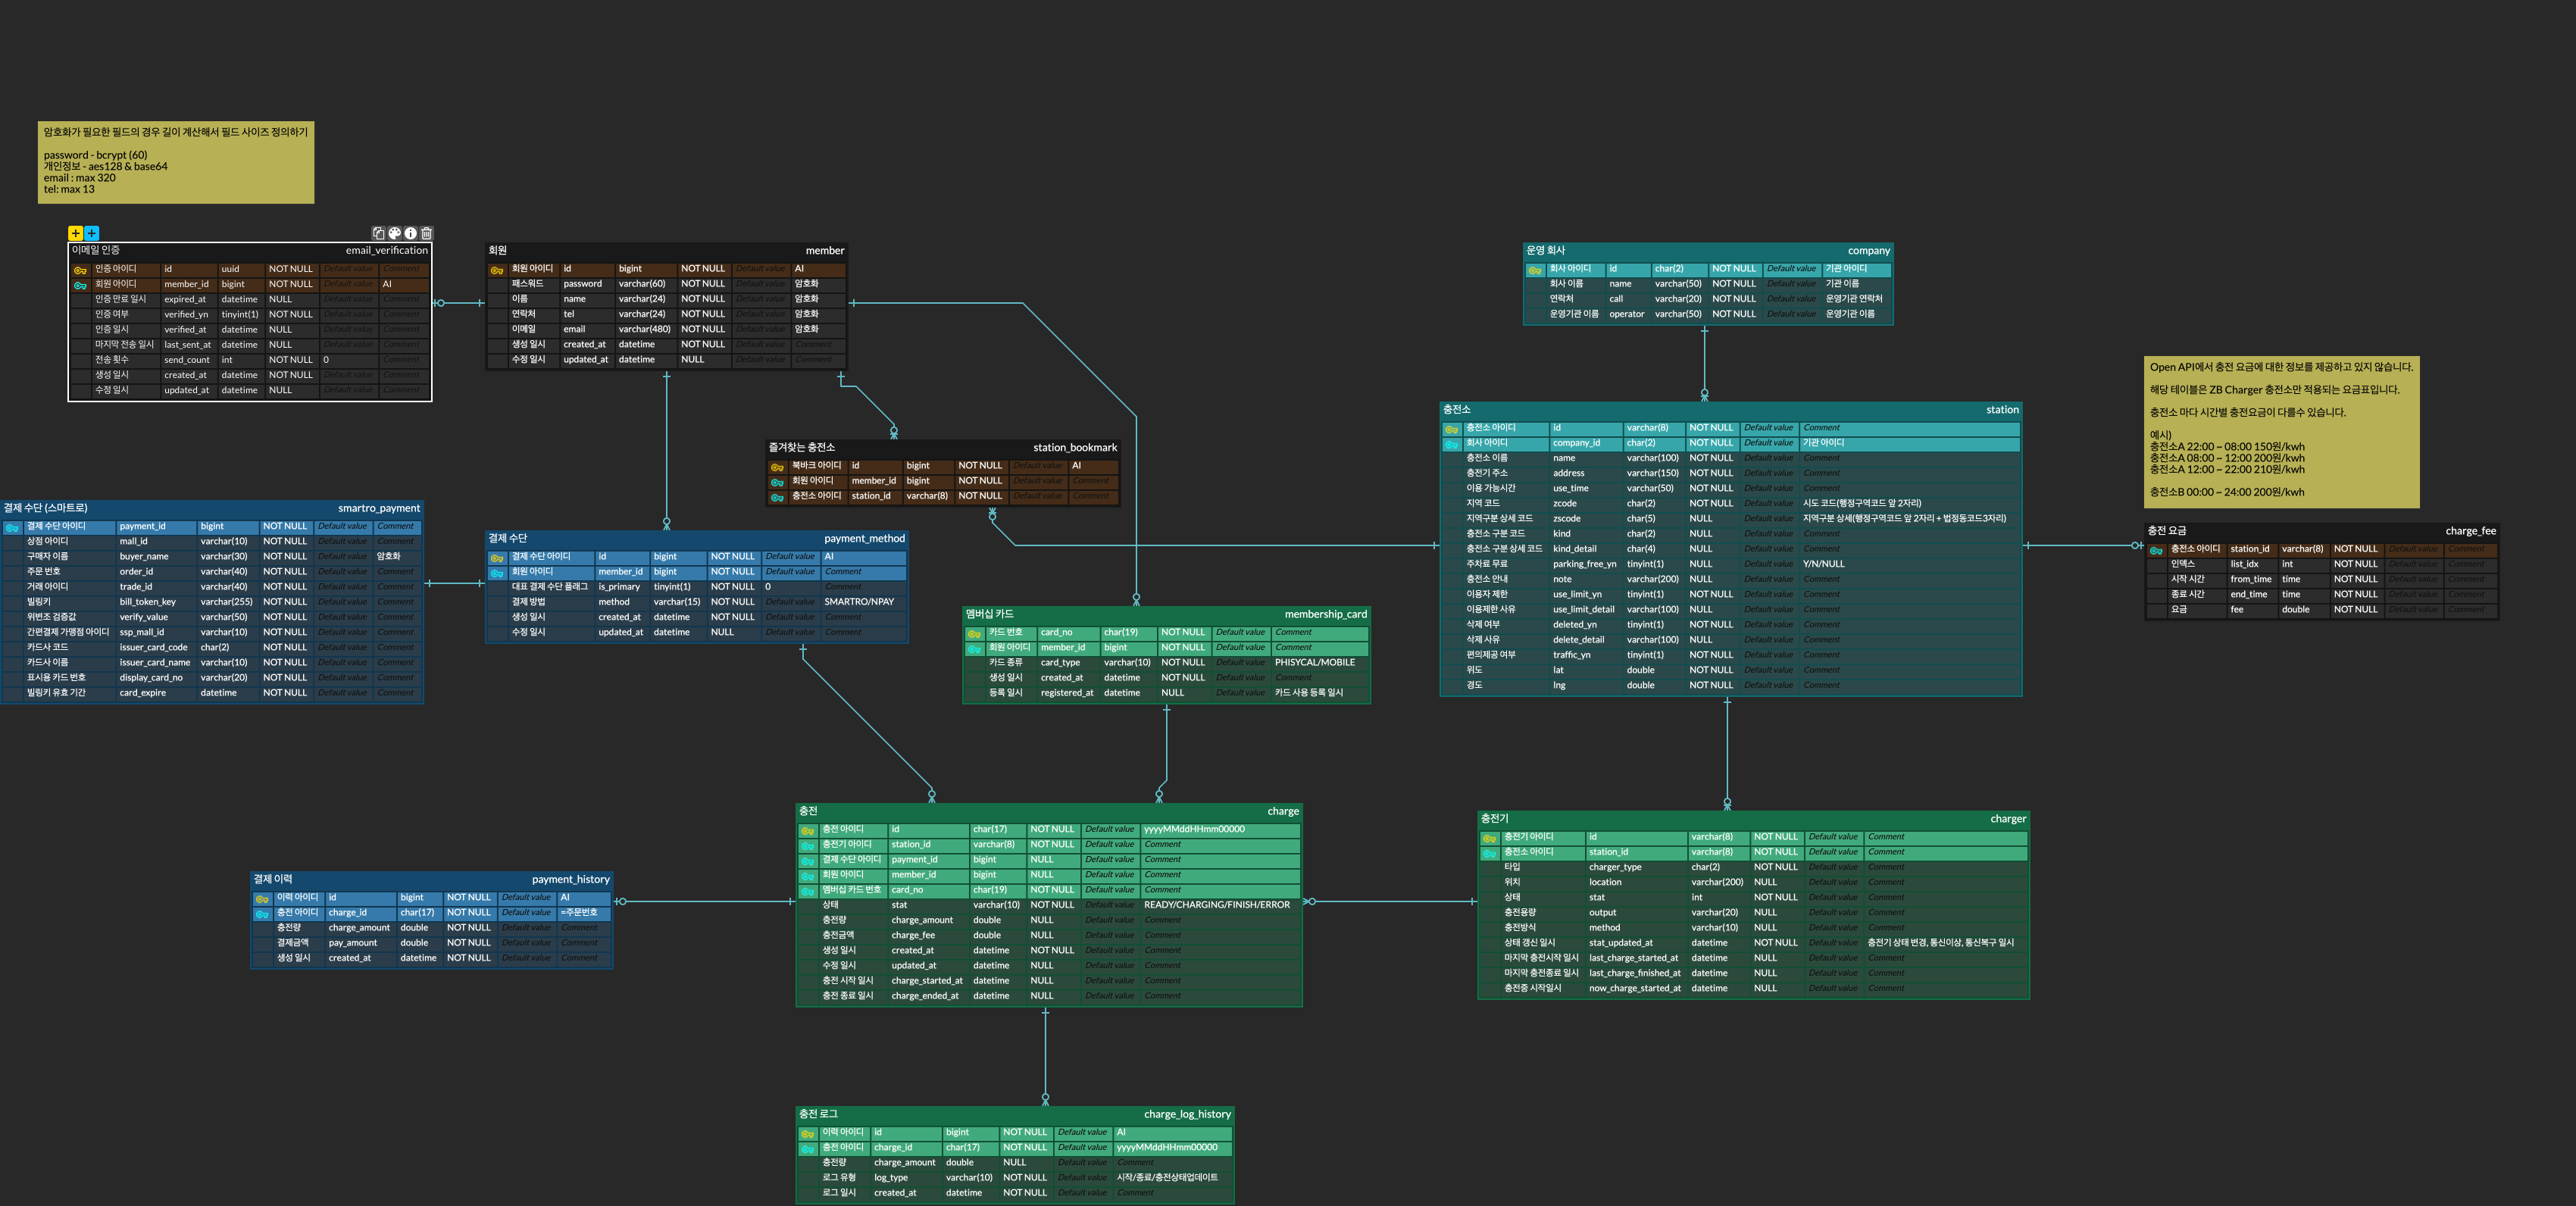 암호화가 필요한 필드의 경우 길이 계산해서 필드 사이즈 정의하기
password - bcrypt (60)
개인정보 - aes128 & base64
email : max 320
tel: max 13
이메일 인증 email_verification
인증 아이디 id uuid NOT NULL Default value Comment
회원 아이디 member_id bigint NOT NULL Default value AI
인증 만료 일시 expired_at datetime NULL Default value Comment
인증 여부 verified_yn tinyint(1) NOT NULL Default value Comment
인증 일시 verified_at datetime NULL Default value Comment
마지막 전송 일시 last_sent_at datetime NULL Default value Comment
전송 횟수 send_count int NOT NULL 0 Comment
생성 일시 created_at datetime NOT NULL Default value Comment
수정 일시 updated_at datetime NULL Default value Comment
회원 member
회원 아이디 id bigint NOT NULL Default value AI
패스워드 password varchar(60) NOT NULL Default value 암호화
이름 name varchar(24) NOT NULL Default value 암호화
연락처 tel varchar(24) NOT NULL Default value 암호화
이메일 email varchar(480) NOT NULL Default value 암호화
생성 일시 created_at datetime NOT NULL Default value Comment
수정 일시 updated_at datetime NULL Default value Comment
운영 회사 company
회사 아이디 id char(2) NOT NULL Default value 기관 아이디
회사 이름 name varchar(50) NOT NULL Default value 기관 이름
연락처 call varchar(20) NOT NULL Default value 운영기관 연락처
운영기관 이름 operator varchar(50) NOT NULL Default value 운영기관 이름
Open API에서 충전 요금에 대한 정보를 제공하고 있지 않습니다.
해당 테이블은 ZB Charger 충전소만 적용되는 요금표입니다.
충전소 마다 시간별 충전요금이 다를수 있습니다.
예시)
충전소A 22:00 ~ 08:00 150원/kwh
충전소A 08:00 ~ 12:00 200원/kwh
충전소A 12:00 ~ 22:00 210원/kwh
충전소B 00:00 ~ 24:00 200원/kwh
충전소 station
충전소 아이디 id varchar(8) NOT NULL Default value Comment
회사 아이디 company_id char(2) NOT NULL Default value 기관 아이디
충전소 이름 name varchar(100) NOT NULL Default value Comment
충전기 주소 address varchar(150) NOT NULL Default value Comment
이용 가능시간 use_time varchar(50) NOT NULL Default value Comment
지역 코드 zcode char(2) NOT NULL Default value 시도 코드(행정구역코드 앞 2자리)
지역구분 상세 코드 zscode char(5) NULL Default value 지역구분 상세(행정구역코드 앞 2자리 + 법정동코드3자리)
충전소 구분 코드 kind char(2) NULL Default value Comment
충전소 구분 상세 코드 kind_detail char(4) NULL Default value Comment
주차료 무료 parking_free_yn tinyint(1) NULL Default value Y/N/NULL
충전소 안내 note varchar(200) NULL Default value Comment
이용자 제한 use_limit_yn tinyint(1) NOT NULL Default value Comment
이용제한 사유 use_limit_detail varchar(100) NULL Default value Comment
삭제 여부 deleted_yn tinyint(1) NOT NULL Default value Comment
삭제 사유 delete_detail varchar(100) NULL Default value Comment
편의제공 여부 traffic_yn tinyint(1) NOT NULL Default value Comment
위도 lat double NOT NULL Default value Comment
경도 lng double NOT NULL Default value Comment
즐겨찾는 충전소 station_bookmark
북바크 아이디 id bigint NOT NULL Default value AI
회원 아이디 member_id bigint NOT NULL Default value Comment
충전소 아이디 station_id varchar(8) NOT NULL Default value Comment
결제 수단 (스마트로) smartro_payment
결제 수단 아이디 payment_id bigint NOT NULL Default value Comment
상점 아이디 mall_id varchar(10) NOT NULL Default value Comment
구매자 이름 buyer_name varchar(30) NOT NULL Default value 암호화
주문 번호 order_id varchar(40) NOT NULL Default value Comment
거래 아이디 trade_id varchar(40) NOT NULL Default value Comment
빌링키 bill_token_key varchar(255) NOT NULL Default value Comment
위변조 검증값 verify_value varchar(50) NOT NULL Default value Comment
간편결제 가맹점 아이디 ssp_mall_id varchar(10) NOT NULL Default value Comment
카드사 코드 issuer_card_code char(2) NOT NULL Default value Comment
카드사 이름 issuer_card_name varchar(10) NOT NULL Default value Comment
표시용 카드 번호 display_card_no varchar(20) NOT NULL Default value Comment
빌링키 유효 기간 card_expire datetime NOT NULL Default value Comment
결제 수단 payment_method
결제 수단 아이디 id bigint NOT NULL Default value AI
회원 아이디 member_id bigint NOT NULL Default value Comment
대표 결제 수단 플래그 is_primary tinyint(1) NOT NULL 0 Comment
결제 방법 method varchar(15) NOT NULL Default value SMARTRO/NPAY
생성 일시 created_at datetime NOT NULL Default value Comment
수정 일시 updated_at datetime NULL Default value Comment
충전 요금 charge_fee
충전소 아이디 station_id varchar(8) NOT NULL Default value Comment
인덱스 list_idx int NOT NULL Default value Comment
시작 시간 from_time time NOT NULL Default value Comment
종료 시간 end_time time NOT NULL Default value Comment
요금 fee double NOT NULL Default value Comment
멤버십 카드 membership_card
카드 번호 card_no char(19) NOT NULL Default value Comment
회원 아이디 member_id bigint NOT NULL Default value Comment
카드 종류 card_type varchar(10) NOT NULL Default value PHISYCAL/MOBILE
생성 일시 created_at datetime NOT NULL Default value Comment
등록 일시 registered_at datetime NULL Default value 카드 사용 등록 일시
충전 charge
충전 아이디 id char(17) NOT NULL Default value yyyyMMddHHmm00000
충전기 아이디 station_id varchar(8) NOT NULL Default value Comment
결제 수단 아이디 payment_id bigint NULL Default value Comment
회원 아이디 member_id bigint NULL Default value Comment
멤버십 카드 번호 card_no char(19) NOT NULL Default value Comment
상태 stat varchar(10) NOT NULL Default value READY/CHARGING/FINISH/ERROR
충전량 charge_amount double NULL Default value Comment
충전금액 charge_fee double NULL Default value Comment
생성 일시 created_at datetime NOT NULL Default value Comment
수정 일시 updated_at datetime NULL Default value Comment
충전 시작 일시 charge_started_at datetime NULL Default value Comment
충전 종료 일시 charge_ended_at datetime NULL Default value Comment
충전기 charger
충전기 아이디 id varchar(8) NOT NULL Default value Comment
충전소 아이디 station_id varchar(8) NOT NULL Default value Comment
타입 charger_type char(2) NOT NULL Default value Comment
위치 location varchar(200) NULL Default value Comment
상태 stat int NOT NULL Default value Comment
충전용량 output varchar(20) NULL Default value Comment
충전방식 method varchar(10) NULL Default value Comment
상태 갱신 일시 stat_updated_at datetime NOT NULL Default value 충전기 상태 변경, 통신이상, 통신복구 일시
마지막 충전시작 일시 last_charge_started_at datetime NULL Default value Comment
마지막 충전종료 일시 last_charge_finished_at datetime NULL Default value Comment
충전중 시작일시 now_charge_started_at datetime NULL Default value Comment
결제 이력 payment_history
이력 아이디 id bigint NOT NULL Default value AI
충전 아이디 charge_id char(17) NOT NULL Default value =주문번호
충전량 charge_amount double NOT NULL Default value Comment
결제금액 pay_amount double NOT NULL Default value Comment
생성 일시 created_at datetime NOT NULL Default value Comment
충전 로그 charge_log_history
이력 아이디 id bigint NOT NULL Default value AI
충전 아이디 charge_id char(17) NOT NULL Default value yyyyMMddHHmm00000
충전량 charge_amount double NULL Default value Comment
로그 유형 log_type varchar(10) NOT NULL Default value 시작/종료/충전상태업데이트
로그 일시 created_at datetime NOT NULL Default value Comment